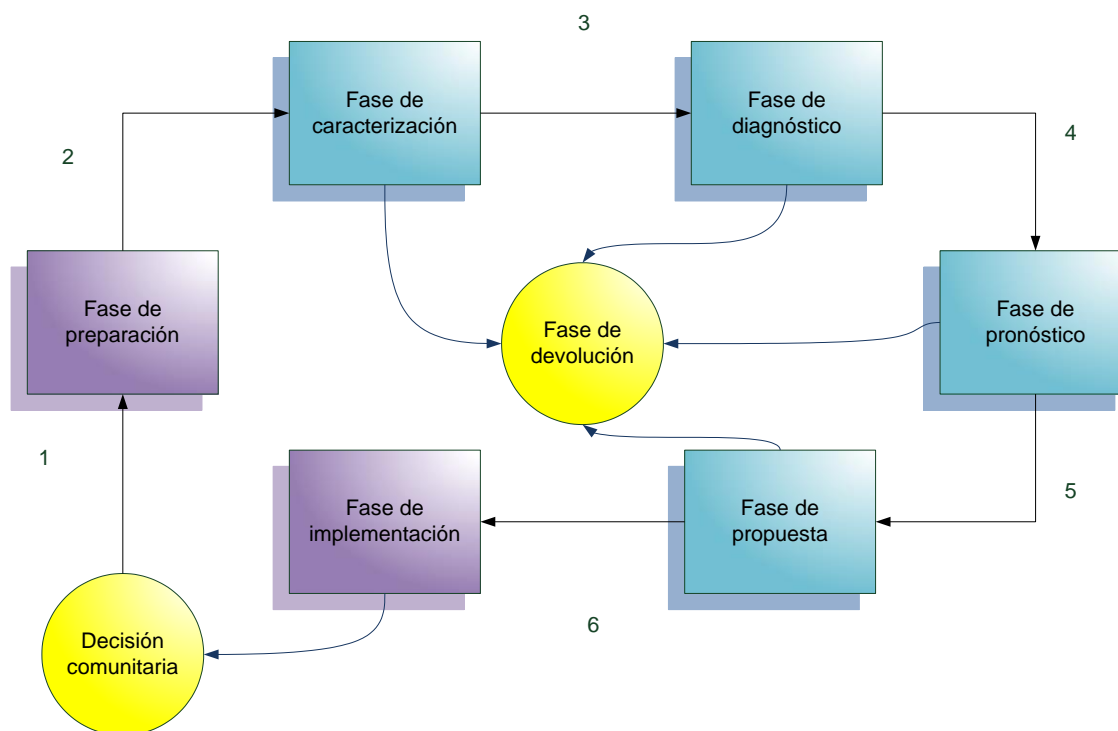 3
Fase de
caracterización
Fase de
diagnóstico
2
4
Fase de
preparación
Fase de
devolución
Fase de
pronóstico
1
Fase de
implementación
Fase de
propuesta
5
6
Decisión
comunitaria